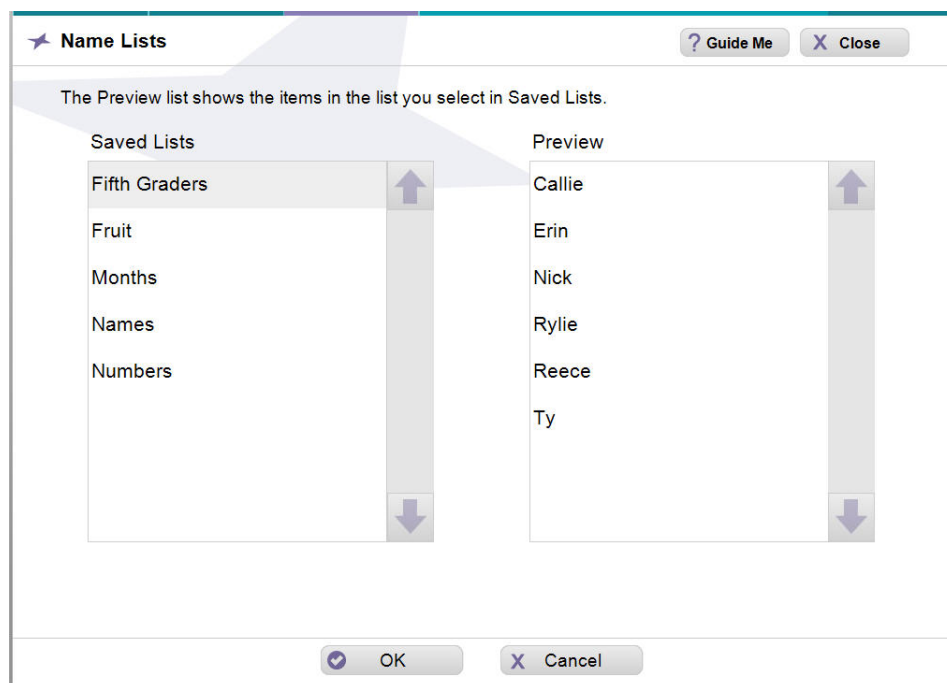 Name Lists
? Guide Me
X Close
The Preview list shows the items in the list you select in Saved Lists.
Saved Lists
Fifth Graders
Fruit
Months
Names
Numbers
Preview
Callie
Erin
Nick
Rylie
Reece
Ty
OK
X Cancel